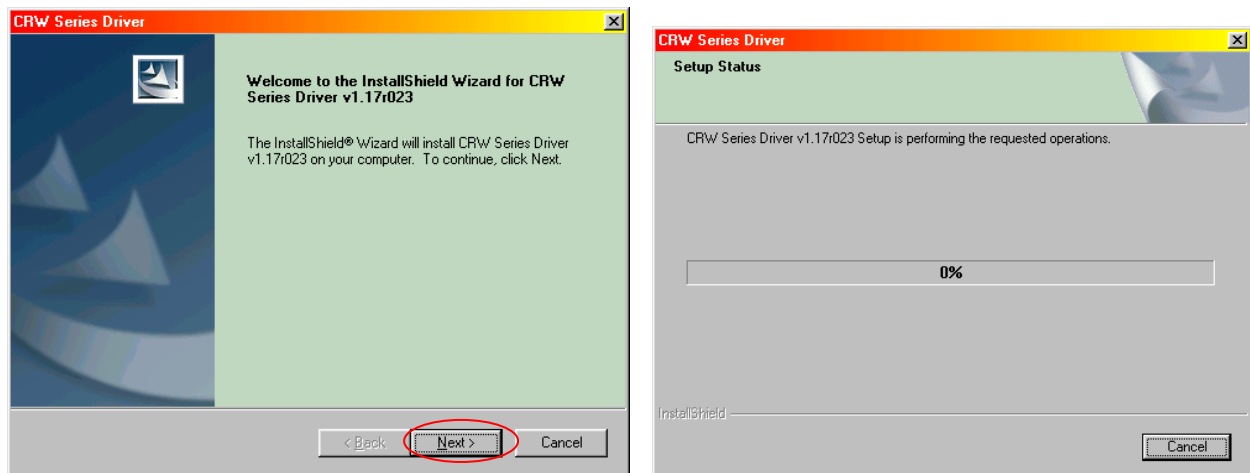 CRW Series Driver
Welcome to the InstallShield Wizard for CRW
Series Driver v1.17r023
The InstallShield® Wizard will install CRW Series Driver
v1.17r023 on your computer. To continue, click Next.
< Back
Next >
Cancel
CRW Series Driver
Setup Status
CRW Series Driver v1.17r023 Setup is performing the requested operations.
0%
InstallShield
Cancel